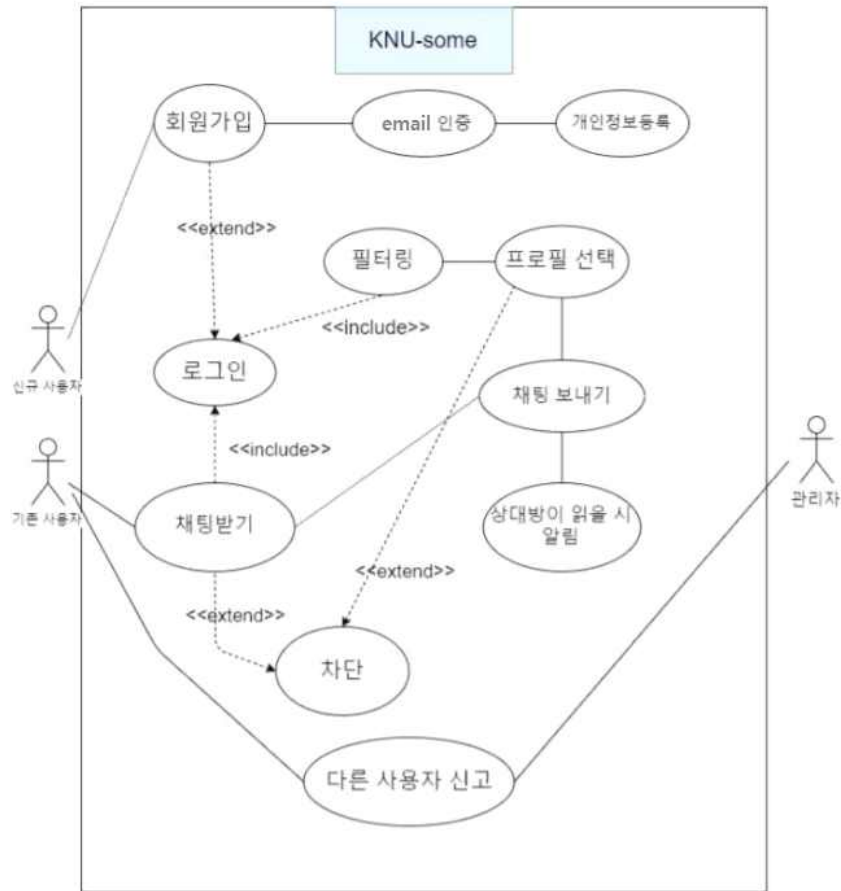 KNU-some
회원가입
email 인증
개인정보등록
<<extend>>
필터링
프로필 선택
<<include>>
신규 사용자
로그인
채팅 보내기
<<include>>
기존 사용자
관리자
채팅받기
상대방이 읽을 시
알림
<<extend>>
<<extend>>
차단
다른 사용자 신고